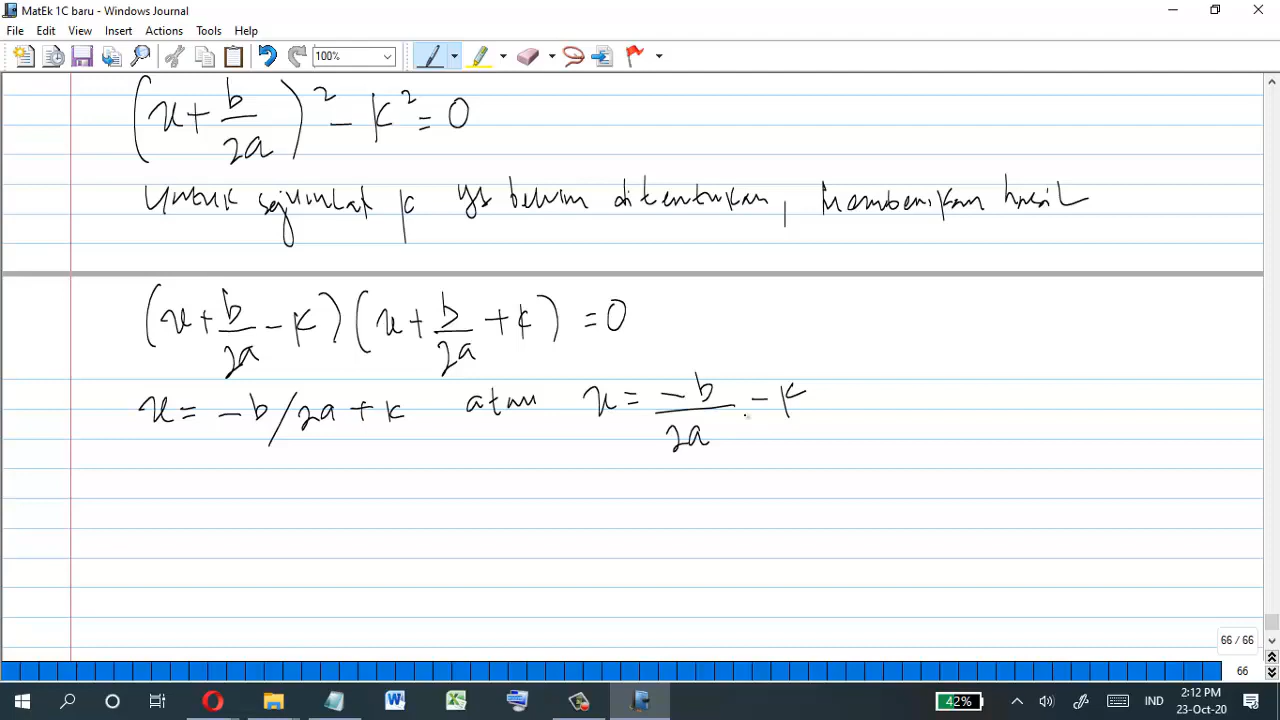 MatEk 1C baru - Windows Journal
File Edit View Insert Actions Tools Help
100%
(x + b/2a)² - k² = 0
Untuk sejumlah k yg belum ditentukan, memberikan hasil
(x + b/2a - k)(x + b/2a + k) = 0
x = -b/2a + k atau x = -b/2a - k
66 / 66
66
42% IND 2:12 PM
23-Oct-20